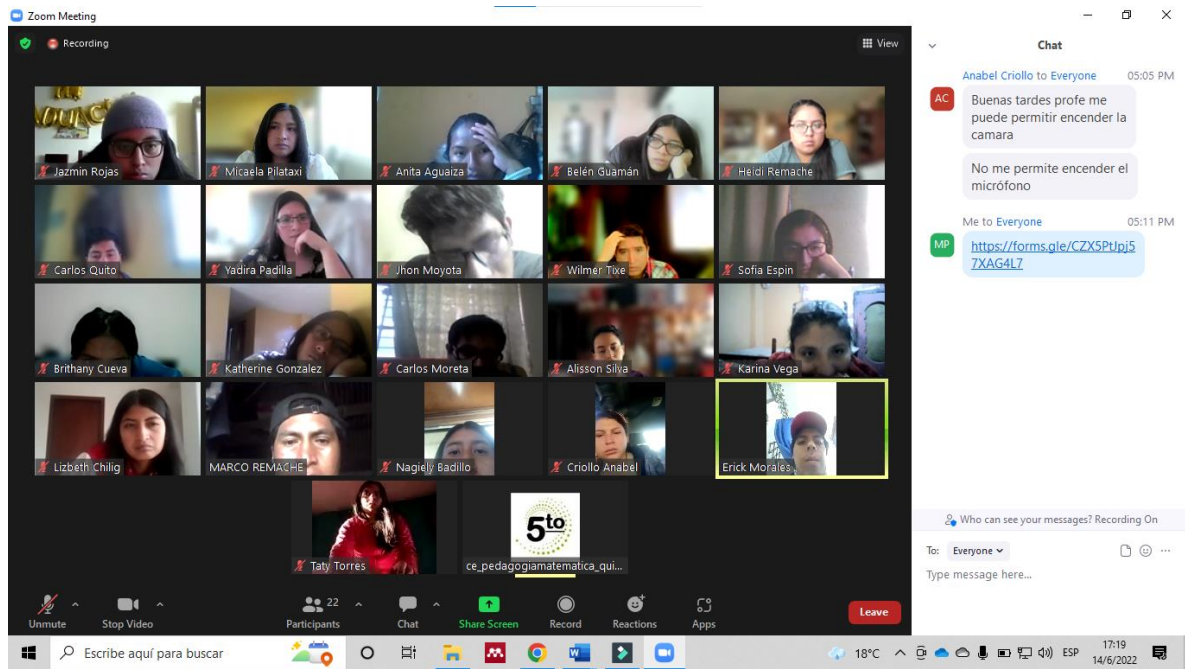 Zoom Meeting
Recording
View
Jazmin Rojas
Micaela Pilataxi
Anita Aguaiza
Belén Guamán
Heidi Remache
Carlos Quito
Yadira Padilla
Jhon Moyota
Wilmer Tixe
Sofia Espin
Brithany Cueva
Katherine Gonzalez
Carlos Moreta
Alisson Silva
Karina Vega
Lizbeth Chilig
MARCO REMACHE
Nagiely Badillo
Criollo Anabel
Erick Morales
Taty Torres
5to
ce_pedagogiamatematica_qui...
Unmute
Stop Video
22
Participants
Chat
Share Screen
Record
Reactions
Apps
Leave
Chat
Anabel Criollo to Everyone 05:05 PM
AC
Buenas tardes profe me
puede permitir encender la
camara
No me permite encender el
micrófono
Me to Everyone 05:11 PM
MP
https://forms.gle/CZX5PtJpj5
7XAG4L7
Who can see your messages? Recording On
To: Everyone
Type message here...
Escribe aquí para buscar
18°C
ESP
17:19
14/6/2022